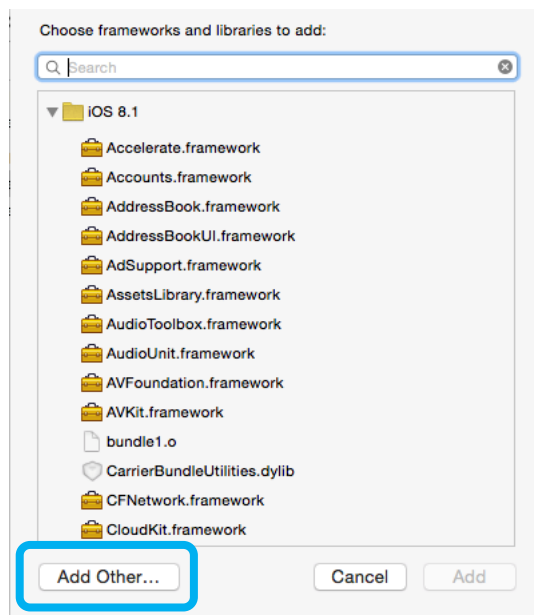 Choose frameworks and libraries to add:
Search
iOS 8.1
Accelerate.framework
Accounts.framework
AddressBook.framework
AddressBookUI.framework
AdSupport.framework
AssetsLibrary.framework
AudioToolbox.framework
AudioUnit.framework
AVFoundation.framework
AVKit.framework
bundle1.o
CarrierBundleUtilities.dylib
CFNetwork.framework
CloudKit.framework
Add Other... Cancel Add